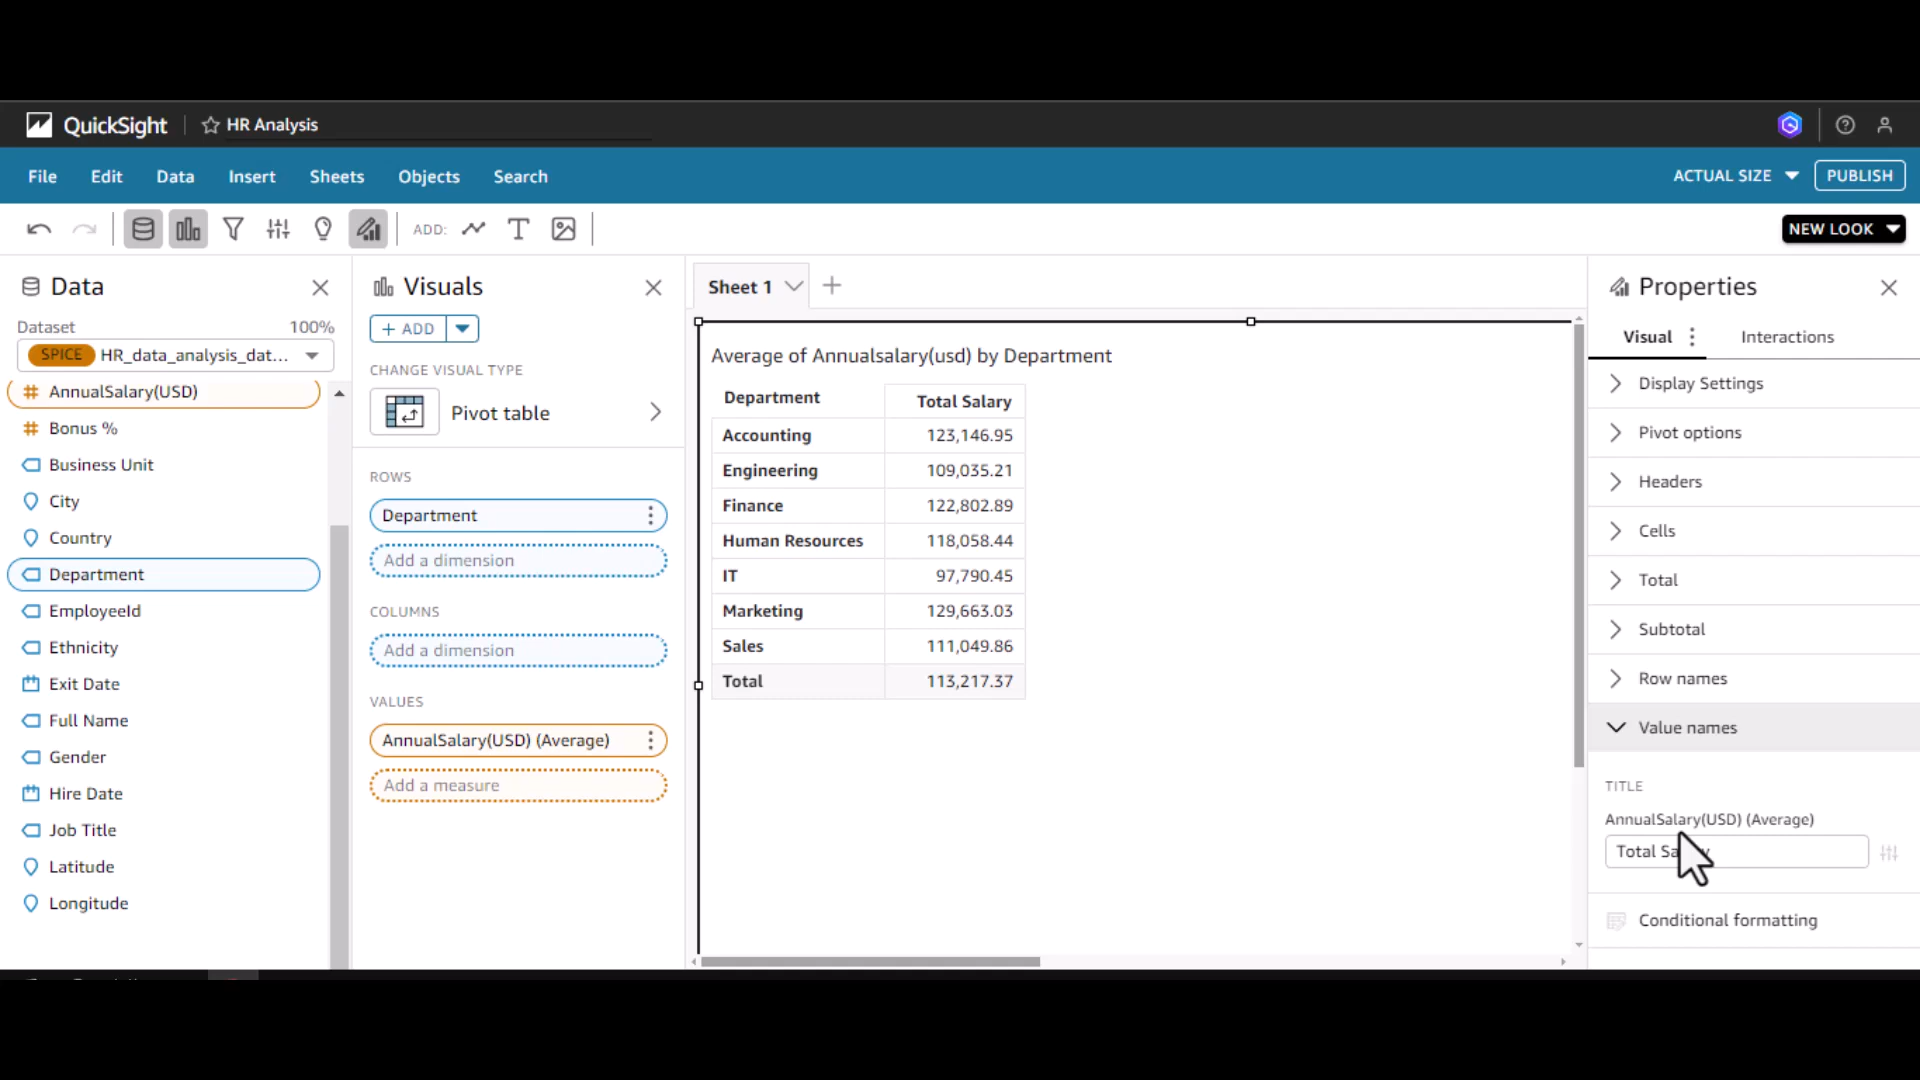 QuickSight
HR Analysis
File Edit Data Insert Sheets Objects Search
ACTUAL SIZE
PUBLISH
ADD:
NEW LOOK
Data
Dataset
100%
SPICE HR_data_analysis_dat...
AnnualSalary(USD)
Bonus %
Business Unit
City
Country
Department
EmployeeId
Ethnicity
Exit Date
Full Name
Gender
Hire Date
Job Title
Latitude
Longitude
Visuals
+ ADD
CHANGE VISUAL TYPE
Pivot table
ROWS
Department
Add a dimension
COLUMNS
Add a dimension
VALUES
AnnualSalary(USD) (Average)
Add a measure
Sheet 1
Average of Annualsalary(usd) by Department
Department Total Salary
Accounting 123,146.95
Engineering 109,035.21
Finance 122,802.89
Human Resources 118,058.44
IT 97,790.45
Marketing 129,663.03
Sales 111,049.86
Total 113,217.37
Properties
Visual Interactions
Display Settings
Pivot options
Headers
Cells
Total
Subtotal
Row names
Value names
TITLE
AnnualSalary(USD) (Average)
Total Salary
Conditional formatting